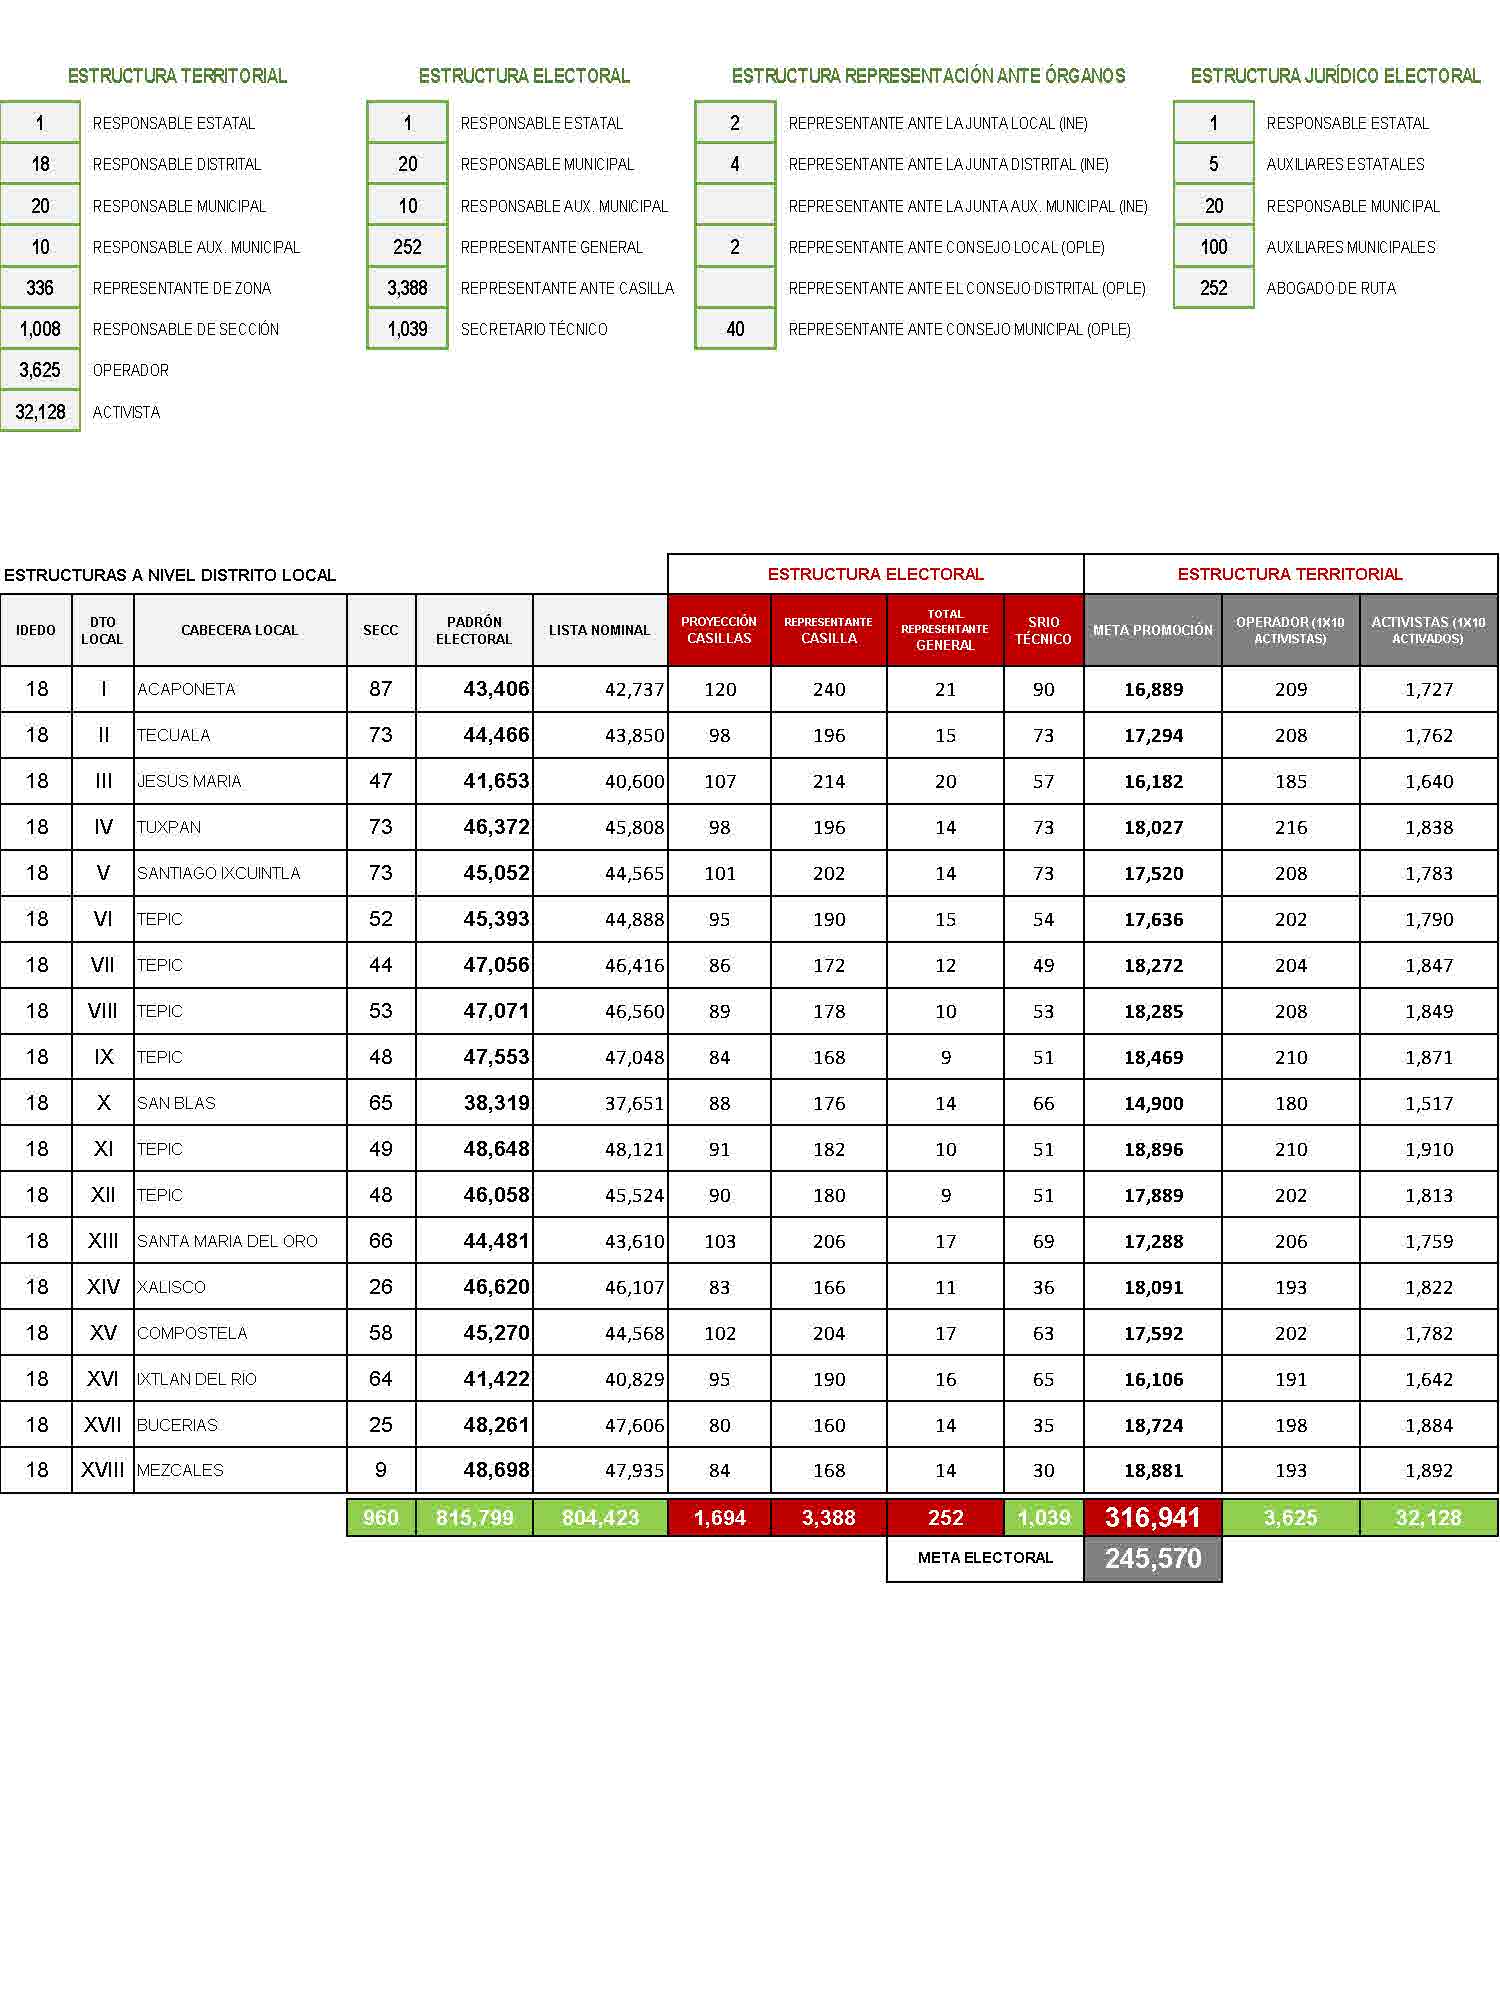 ESTRUCTURA TERRITORIAL
1 RESPONSABLE ESTATAL
18 RESPONSABLE DISTRITAL
20 RESPONSABLE MUNICIPAL
10 RESPONSABLE AUX. MUNICIPAL
336 REPRESENTANTE DE ZONA
1,008 RESPONSABLE DE SECCIÓN
3,625 OPERADOR
32,128 ACTIVISTA
ESTRUCTURA ELECTORAL
1 RESPONSABLE ESTATAL
20 RESPONSABLE MUNICIPAL
10 RESPONSABLE AUX. MUNICIPAL
252 REPRESENTANTE GENERAL
3,388 REPRESENTANTE ANTE CASILLA
1,039 SECRETARIO TÉCNICO
ESTRUCTURA REPRESENTACIÓN ANTE ÓRGANOS
2 REPRESENTANTE ANTE LA JUNTA LOCAL (INE)
4 REPRESENTANTE ANTE LA JUNTA DISTRITAL (INE)
REPRESENTANTE ANTE LA JUNTA AUX. MUNICIPAL (INE)
2 REPRESENTANTE ANTE CONSEJO LOCAL (OPLE)
REPRESENTANTE ANTE EL CONSEJO DISTRITAL (OPLE)
40 REPRESENTANTE ANTE CONSEJO MUNICIPAL (OPLE)
ESTRUCTURA JURÍDICO ELECTORAL
1 RESPONSABLE ESTATAL
5 AUXILIARES ESTATALES
20 RESPONSABLE MUNICIPAL
100 AUXILIARES MUNICIPALES
252 ABOGADO DE RUTA
ESTRUCTURAS A NIVEL DISTRITO LOCAL ESTRUCTURA ELECTORAL ESTRUCTURA TERRITORIAL
IDEDO DTO LOCAL CABECERA LOCAL SECC PADRÓN ELECTORAL LISTA NOMINAL PROYECCIÓN CASILLAS REPRESENTANTE CASILLA TOTAL REPRESENTANTE GENERAL SRIO TÉCNICO META PROMOCIÓN OPERADOR (1X10 ACTIVISTAS) ACTIVISTAS (1X10 ACTIVADOS)
18 I ACAPONETA 87 43,406 42,737 120 240 21 90 16,889 209 1,727
18 II TECUALA 73 44,466 43,850 98 196 15 73 17,294 208 1,762
18 III JESUS MARIA 47 41,653 40,600 107 214 20 57 16,182 185 1,640
18 IV TUXPAN 73 46,372 45,808 98 196 14 73 18,027 216 1,838
18 V SANTIAGO IXCUINTLA 73 45,052 44,565 101 202 14 73 17,520 208 1,783
18 VI TEPIC 52 45,393 44,888 95 190 15 54 17,636 202 1,790
18 VII TEPIC 44 47,056 46,416 86 172 12 49 18,272 204 1,847
18 VIII TEPIC 53 47,071 46,560 89 178 10 53 18,285 208 1,849
18 IX TEPIC 48 47,553 47,048 84 168 9 51 18,469 210 1,871
18 X SAN BLAS 65 38,319 37,651 88 176 14 66 14,900 180 1,517
18 XI TEPIC 49 48,648 48,121 91 182 10 51 18,896 210 1,910
18 XII TEPIC 48 46,058 45,524 90 180 9 51 17,889 202 1,813
18 XIII SANTA MARIA DEL ORO 66 44,481 43,610 103 206 17 69 17,288 206 1,759
18 XIV XALISCO 26 46,620 46,107 83 166 11 36 18,091 193 1,822
18 XV COMPOSTELA 58 45,270 44,568 102 204 17 63 17,592 202 1,782
18 XVI IXTLAN DEL RIO 64 41,422 40,829 95 190 16 65 16,106 191 1,642
18 XVII BUCERIAS 25 48,261 47,606 80 160 14 35 18,724 198 1,884
18 XVIII MEZCALES 9 48,698 47,935 84 168 14 30 18,881 193 1,892
960 815,799 804,423 1,694 3,388 252 1,039 316,941 3,625 32,128
META ELECTORAL 245,570